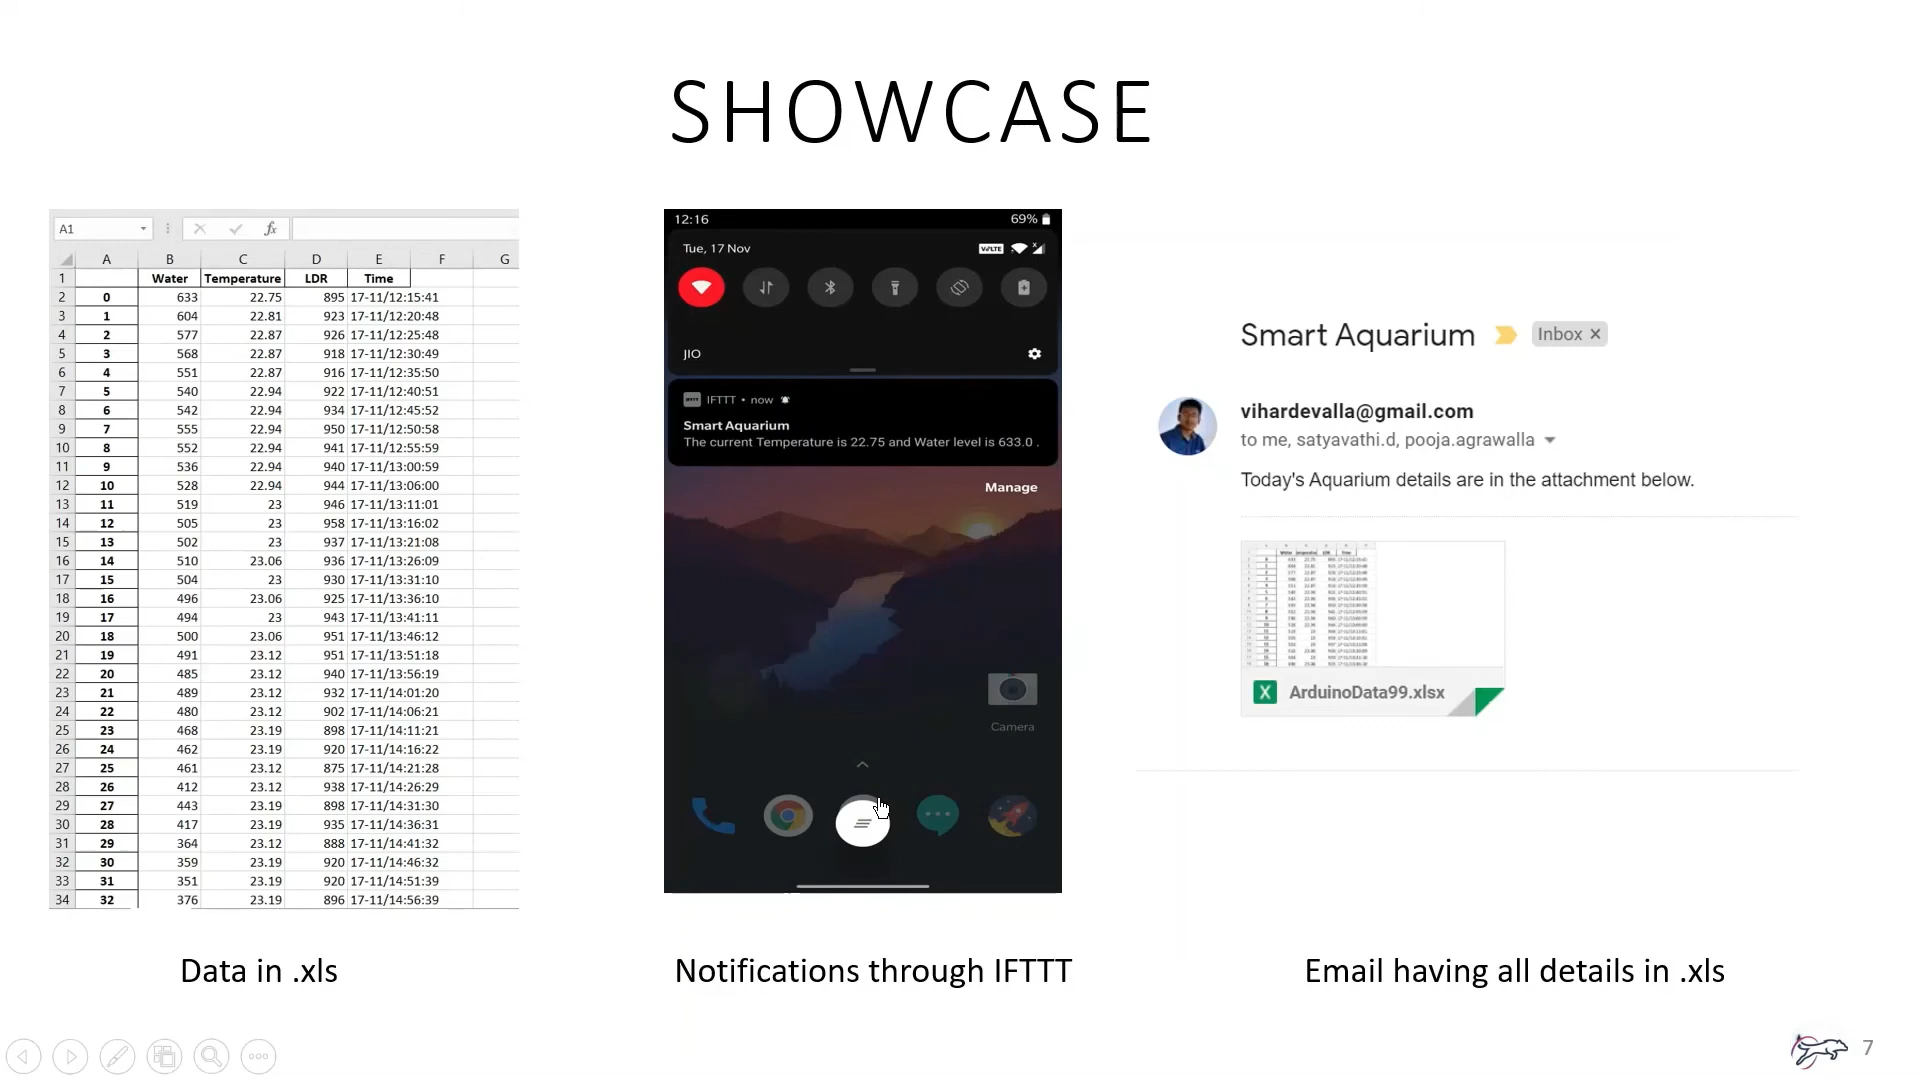 SHOWCASE
A1
fx
A B C D E F G
1 Water Temperature LDR Time
2 0 633 22.75 895 17-11/12:15:41
3 1 604 22.81 923 17-11/12:20:48
4 2 577 22.87 926 17-11/12:25:48
5 3 568 22.87 918 17-11/12:30:49
6 4 551 22.87 916 17-11/12:35:50
7 5 540 22.94 922 17-11/12:40:51
8 6 542 22.94 934 17-11/12:45:52
9 7 555 22.94 950 17-11/12:50:58
10 8 552 22.94 941 17-11/12:55:59
11 9 536 22.94 940 17-11/13:00:59
12 10 528 22.94 944 17-11/13:06:00
13 11 519 23 946 17-11/13:11:01
14 12 505 23 958 17-11/13:16:02
15 13 502 23 937 17-11/13:21:08
16 14 510 23.06 936 17-11/13:26:09
17 15 504 23 930 17-11/13:31:10
18 16 496 23.06 925 17-11/13:36:10
19 17 494 23 943 17-11/13:41:11
20 18 500 23.06 951 17-11/13:46:12
21 19 491 23.12 951 17-11/13:51:18
22 20 485 23.12 940 17-11/13:56:19
23 21 489 23.12 932 17-11/14:01:20
24 22 480 23.12 902 17-11/14:06:21
25 23 468 23.19 898 17-11/14:11:21
26 24 462 23.19 920 17-11/14:16:22
27 25 461 23.12 875 17-11/14:21:28
28 26 412 23.12 938 17-11/14:26:29
29 27 443 23.19 898 17-11/14:31:30
30 28 417 23.19 935 17-11/14:36:31
31 29 364 23.12 888 17-11/14:41:32
32 30 359 23.19 920 17-11/14:46:32
33 31 351 23.19 920 17-11/14:51:39
34 32 376 23.19 896 17-11/14:56:39
Data in .xls
12:16 69%
Tue, 17 Nov VoLTE
JIO
IFTTT • now
Smart Aquarium
The current Temperature is 22.75 and Water level is 633.0 .
Manage
Camera
Notifications through IFTTT
Smart Aquarium Inbox ×
vihardevalla@gmail.com
to me, satyavathi.d, pooja.agrawalla
Today's Aquarium details are in the attachment below.
X ArduinoData99.xlsx
Email having all details in .xls
7